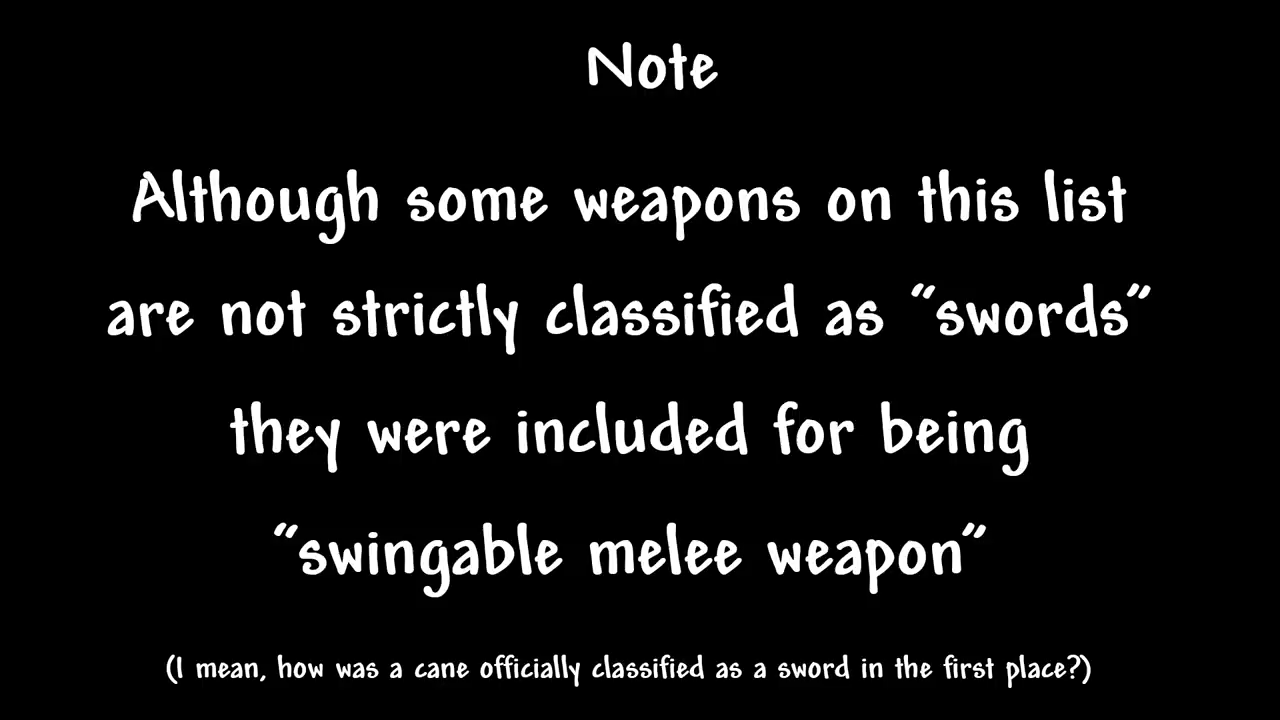 Note
Although some weapons on this list
are not strictly classified as “swords”
they were included for being
“swingable melee weapon”
(I mean, how was a cane officially classified as a sword in the first place?)